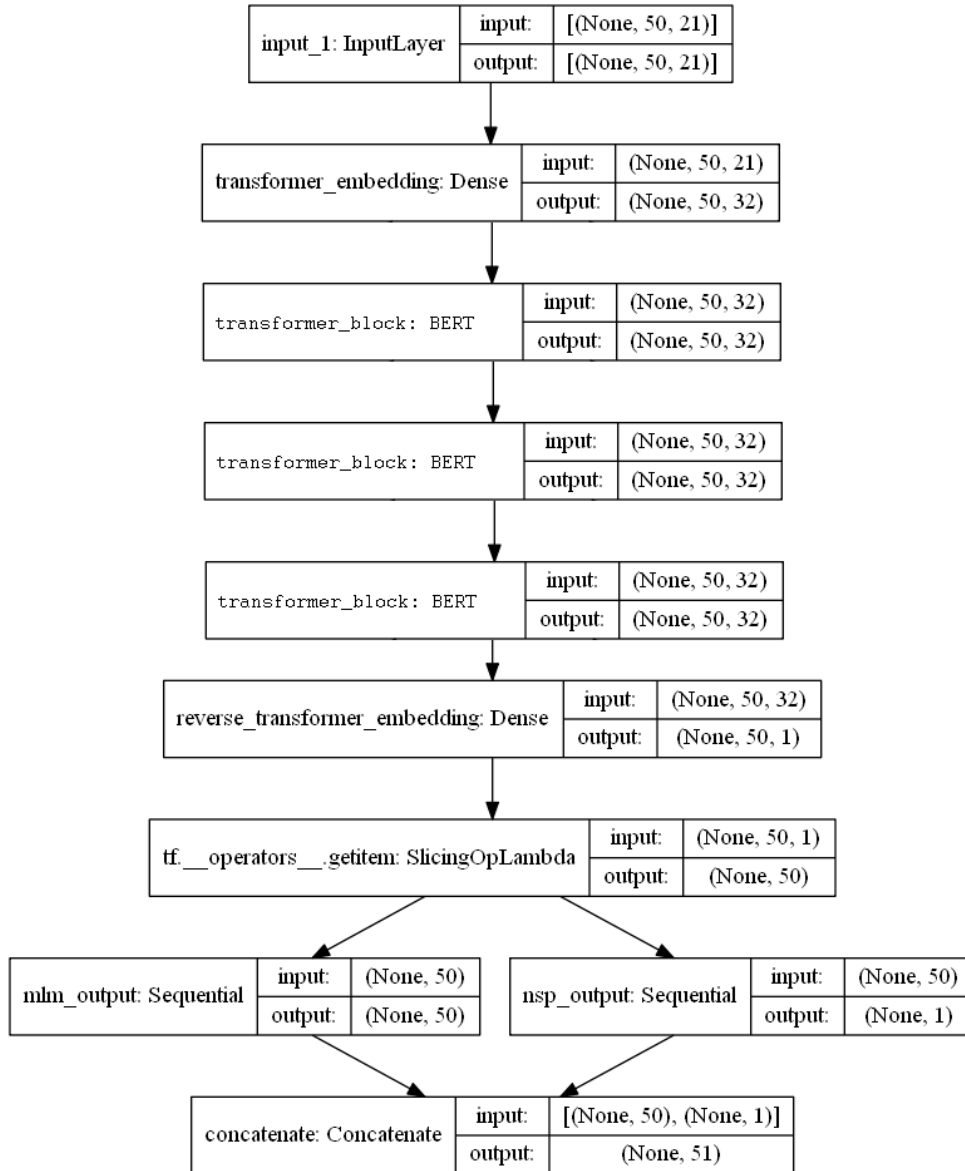 input_1: InputLayer
input: [(None, 50, 21)]
output: [(None, 50, 21)]
transformer_embedding: Dense
input: (None, 50, 21)
output: (None, 50, 32)
transformer_block: BERT
input: (None, 50, 32)
output: (None, 50, 32)
transformer_block: BERT
input: (None, 50, 32)
output: (None, 50, 32)
transformer_block: BERT
input: (None, 50, 32)
output: (None, 50, 32)
reverse_transformer_embedding: Dense
input: (None, 50, 32)
output: (None, 50, 1)
tf.__operators__.getitem: SlicingOpLambda
input: (None, 50, 1)
output: (None, 50)
mlm_output: Sequential
input: (None, 50)
output: (None, 50)
nsp_output: Sequential
input: (None, 50)
output: (None, 1)
concatenate: Concatenate
input: [(None, 50), (None, 1)]
output: (None, 51)